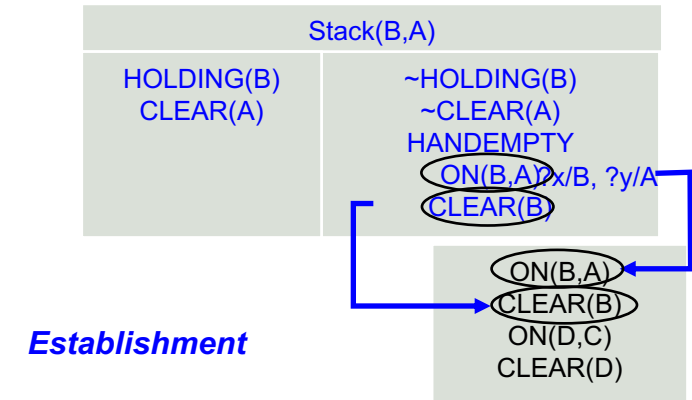 Stack(B,A)
HOLDING(B)
CLEAR(A)
~HOLDING(B)
~CLEAR(A)
HANDEMPTY
ON(B,A)?x/B, ?y/A
CLEAR(B)
ON(B,A)
CLEAR(B)
ON(D,C)
CLEAR(D)
Establishment